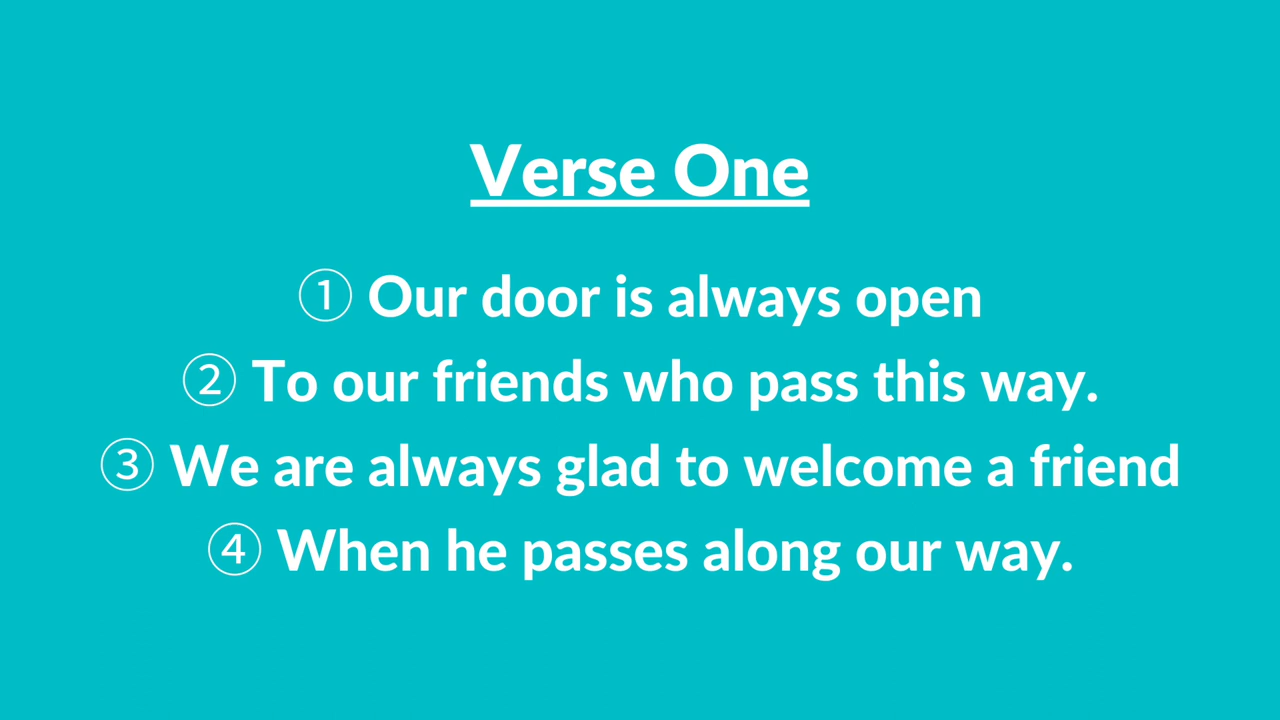 Verse One
① Our door is always open
② To our friends who pass this way.
③ We are always glad to welcome a friend
④ When he passes along our way.